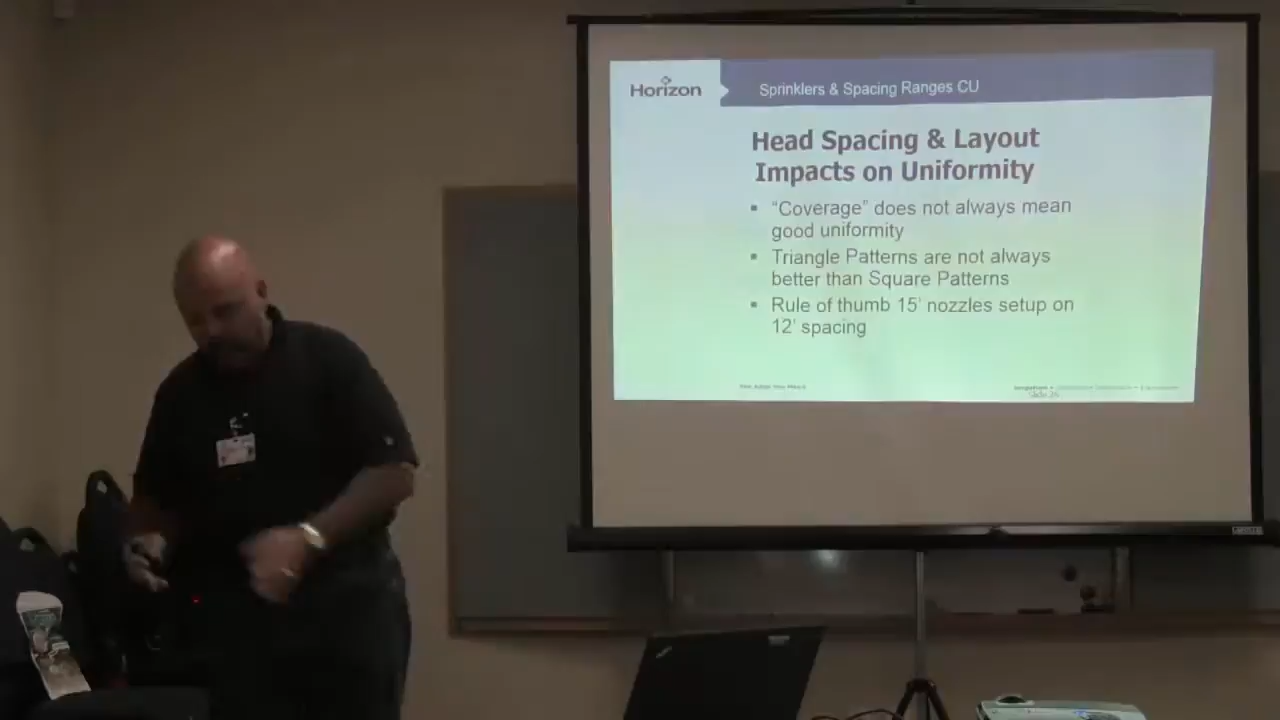 Horizon
Sprinklers & Spacing Ranges CU
Head Spacing & Layout
Impacts on Uniformity
▪ “Coverage” does not always mean
good uniformity
▪ Triangle Patterns are not always
better than Square Patterns
▪ Rule of thumb 15’ nozzles setup on
12’ spacing